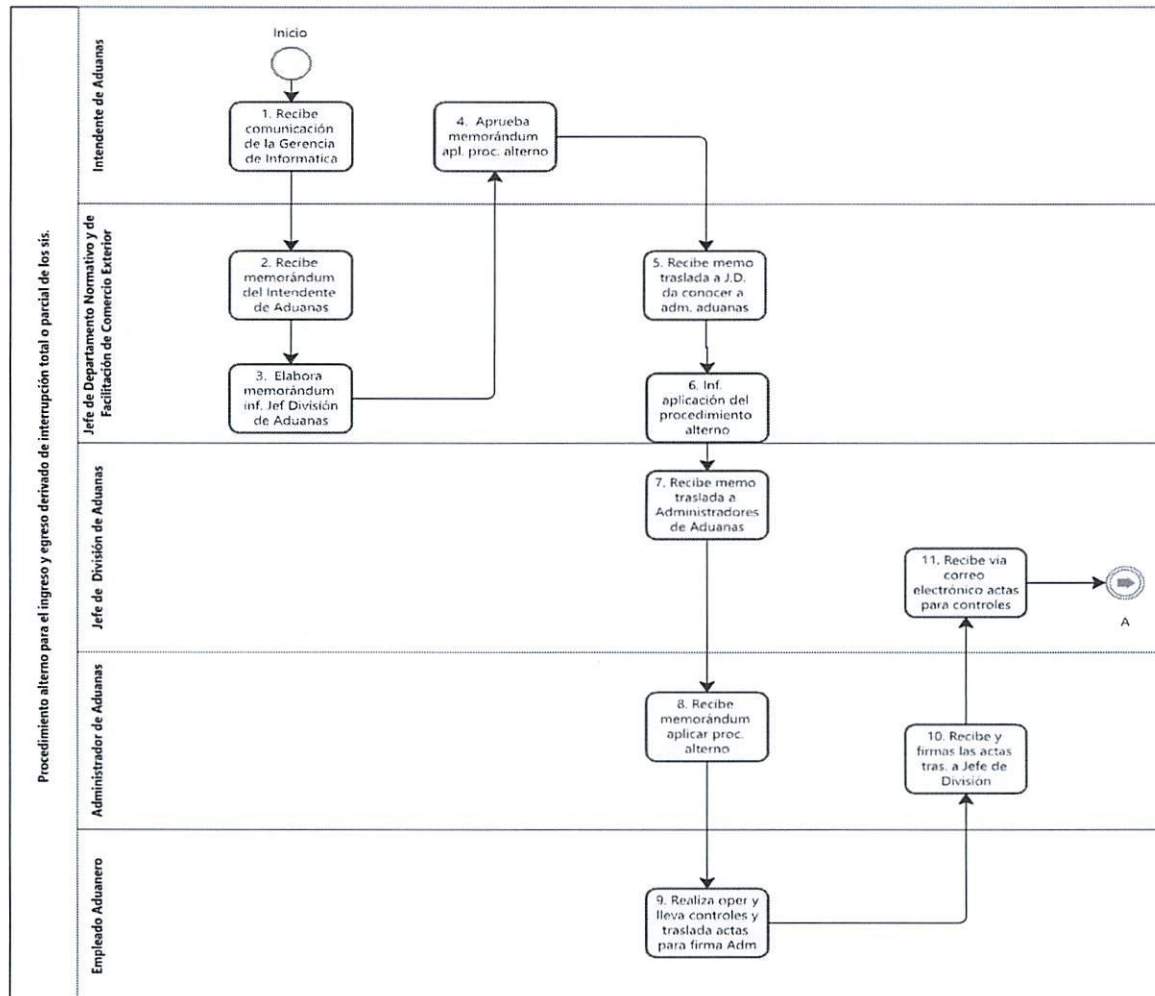 Procedimiento alterno para el ingreso y egreso derivado de interrupción total o parcial de los sis.
Intendente de Aduanas
Inicio
1. Recibe
comunicación
de la Gerencia
de Informatica
4. Aprueba
memorándum
apl. proc. alterno
Jefe de Departamento Normativo y de
Facilitación de Comercio Exterior
2. Recibe
memorándum
del Intendente
de Aduanas
3. Elabora
memorándum
inf. Jef División
de Aduanas
5. Recibe memo
traslada a J.D.
da conocer a
adm. aduanas
6. Inf.
aplicación del
procedimiento
alterno
Jefe de División de Aduanas
7. Recibe memo
traslada a
Administradores
de Aduanas
11. Recibe via
correo
electrónico actas
para controles
A
Administrador de Aduanas
8. Recibe
memorándum
aplicar proc.
alterno
10. Recibe y
firmas las actas
tras. a Jefe de
División
Empleado Aduanero
9. Realiza oper y
lleva controles y
traslada actas
para firma Adm